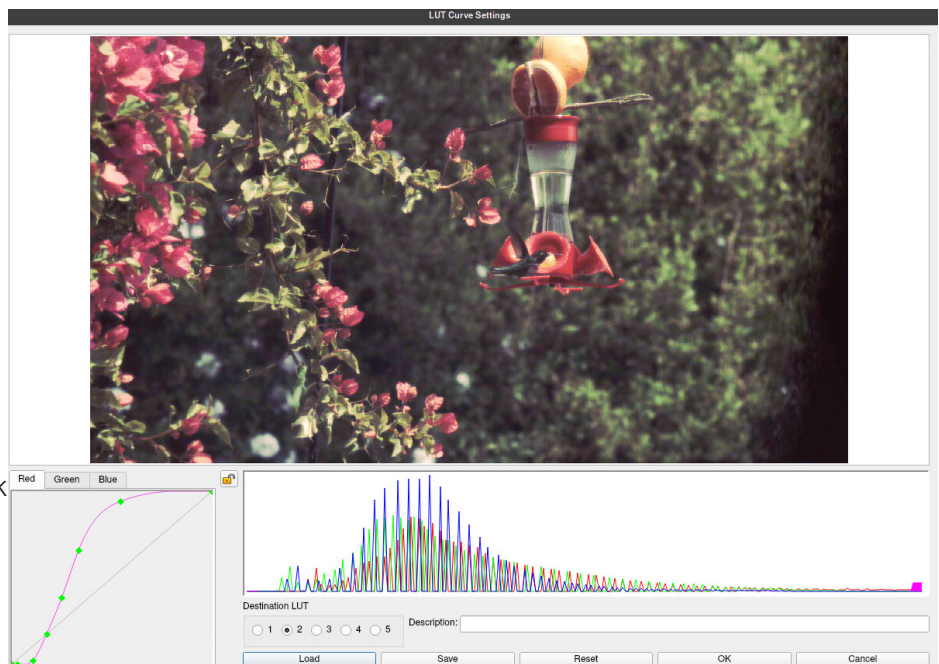 LUT Curve Settings
Red Green Blue
K
Destination LUT
1 2 3 4 5 Description:
Load Save Reset OK Cancel